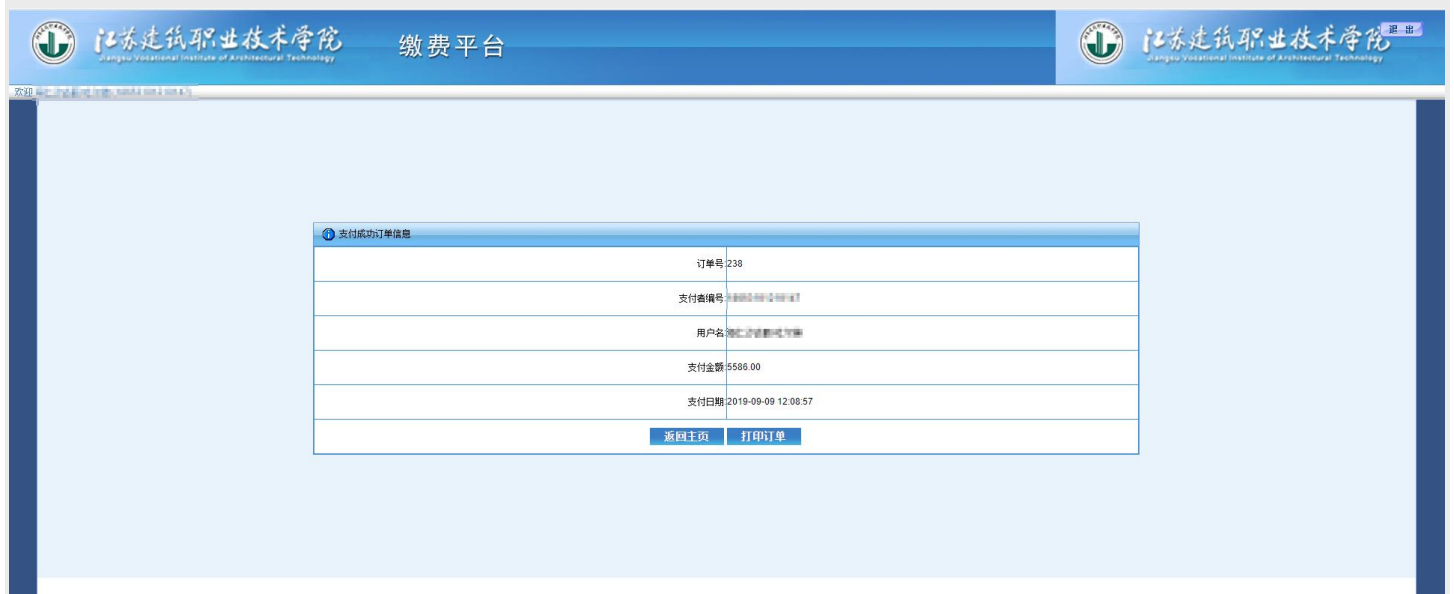 江苏建筑职业技术学院
Jiangsu Vocational Institute of Architectural Technology
缴费平台
江苏建筑职业技术学院
Jiangsu Vocational Institute of Architectural Technology
退 出
欢迎
支付成功订单信息
订单号:238
支付者编号:
用户名:
支付金额:5586.00
支付日期:2019-09-09 12:08:57
返回主页 打印订单